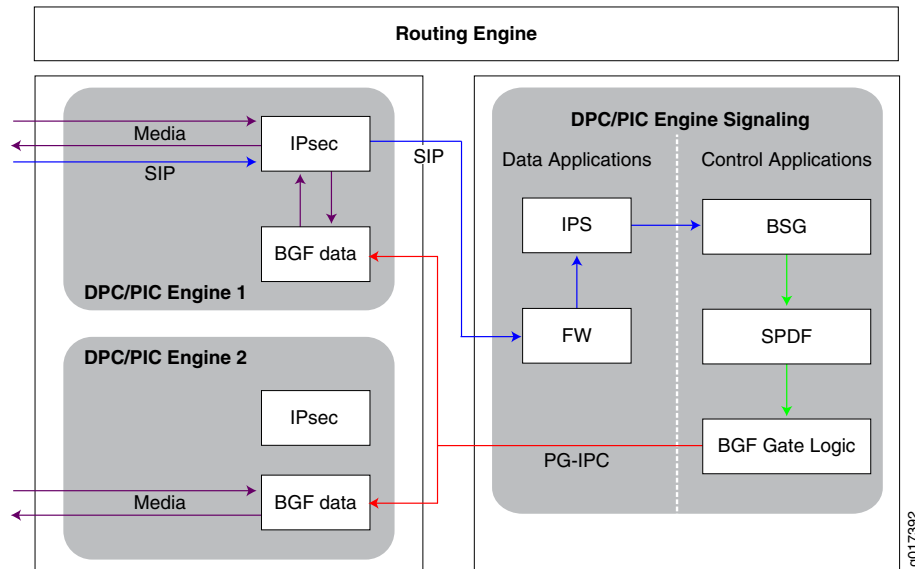 Routing Engine
Media
SIP
IPsec
BGF data
DPC/PIC Engine 1
SIP
DPC/PIC Engine 2
IPsec
Media
BGF data
DPC/PIC Engine Signaling
Data Applications
Control Applications
IPS
BSG
FW
SPDF
PG-IPC
BGF Gate Logic
g017392